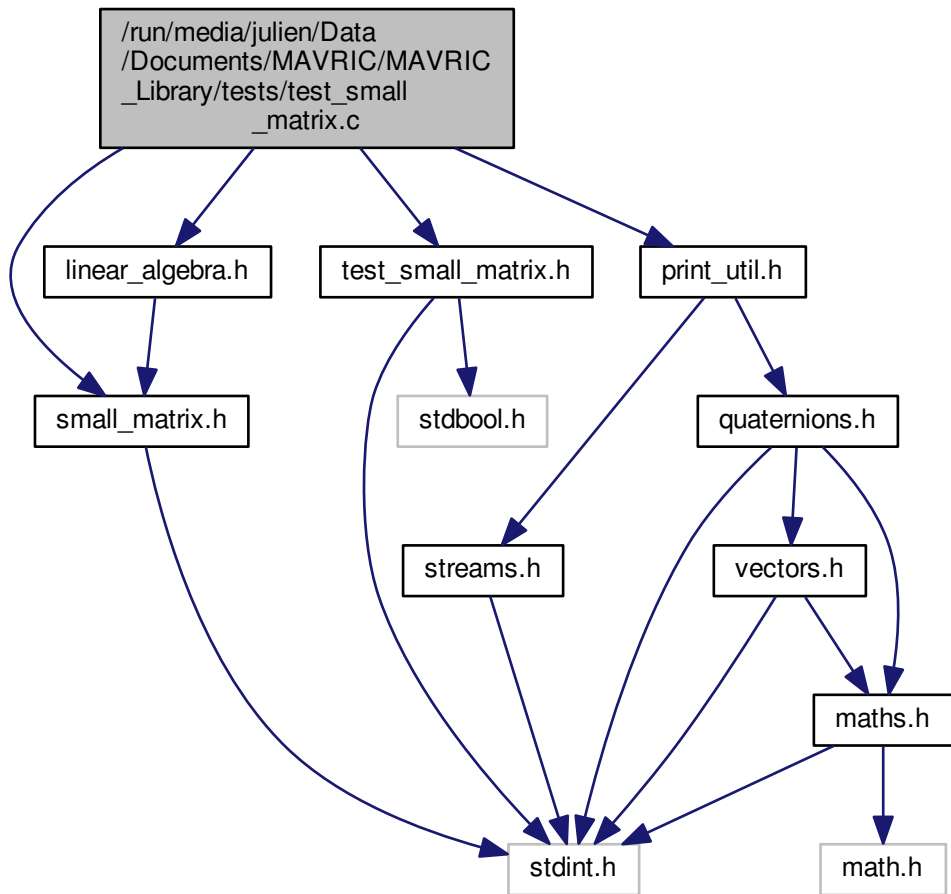 /run/media/julien/Data
/Documents/MAVRIC/MAVRIC
_Library/tests/test_small
_matrix.c
linear_algebra.h
test_small_matrix.h
print_util.h
small_matrix.h
stdbool.h
quaternions.h
streams.h
vectors.h
maths.h
stdint.h
math.h